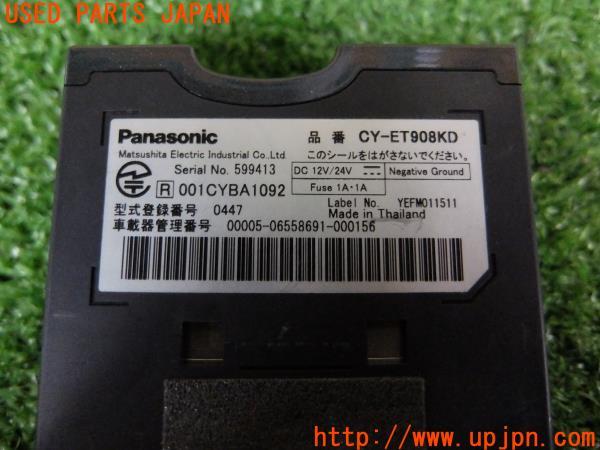 USED PARTS JAPAN
Panasonic 品番 CY-ET908KD
Matsushita Electric Industrial Co.,Ltd. このシールをはがさないでください。
Serial No. 599413 DC 12V/24V Negative Ground
R 001CYBA1092 Fuse 1A・1A
Label No. YEFM011511
型式登録番号 0447 Made in Thailand
車載器管理番号 00005-06558691-000156
http://www.upjpn.com/